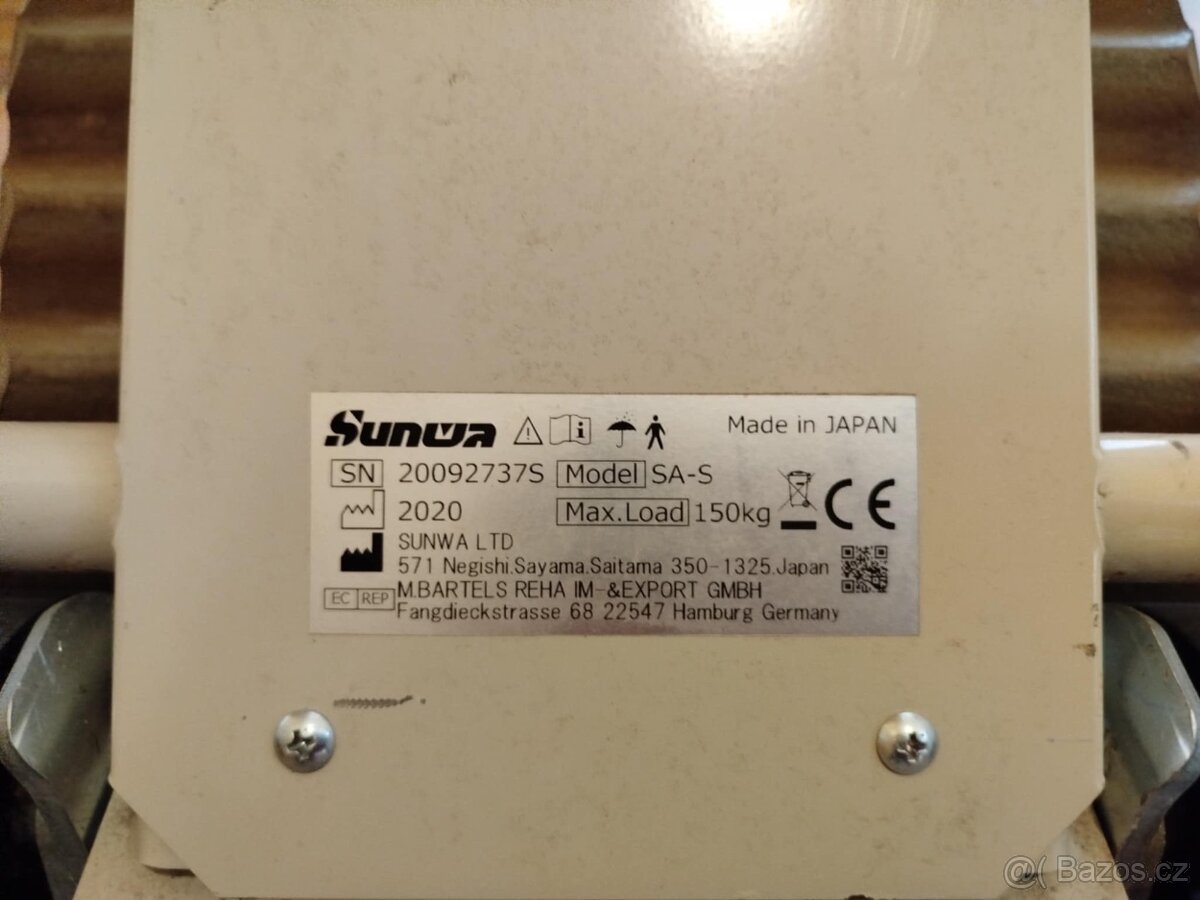 Sunwa Made in JAPAN
SN 20092737S Model SA-S
2020 Max.Load 150kg CE
SUNWA LTD
571 Negishi.Sayama.Saitama 350-1325.Japan
EC REP M.BARTELS REHA IM-&EXPORT GMBH
Fangdieckstrasse 68 22547 Hamburg Germany
@( Bazos.cz